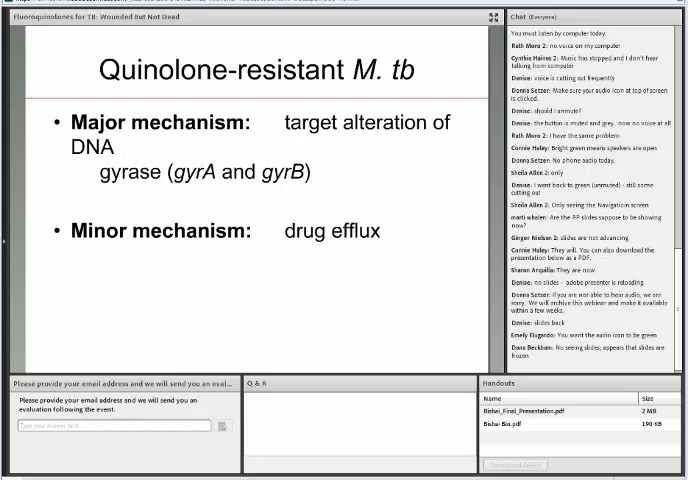 Fluoroquinolones for TB: Wounded But Not Dead
Quinolone-resistant M. tb
• Major mechanism: target alteration of
DNA
gyrase (gyrA and gyrB)
• Minor mechanism: drug efflux
Chat (Everyone)
You must listen by computer today.
Ruth Moro 2: no voice on my computer
Cynthia Haines 2: Music has stopped and I don't hear
talking from computer
Denise: voice is cutting out frequently
Donna Setzer: Make sure your audio icon at top of screen
is clicked.
Denise: should I unmute?
Denise: the button is muted and grey. now no voice at all
Ruth Moro 2: I have the same problem
Connie Haley: Bright green means speakers are open
Donna Setzer: No phone audio today.
Sheila Allen 2: only
Denise: I went back to green (unmuted) - still some
cutting out
Sheila Allen 2: Only seeing the Navigatioin screen
marti whalen: Are the PP slides suppose to be showing
now?
Ginger Nielsen 2: slides are not advancing
Connie Haley: They will. You can also download the
presentation below as a PDF.
Sharon Arquilla: They are now
Denise: no slides - adobe presenter is reloading
Donna Setzer: If you are not able to hear audio, we are
sorry. We will archive this webinar and make it available
within a few weeks.
Denise: slides back
Emely Elugardo: You want the audio icon to be green
Dana Beckham: No seeing slides; appears that slides are
frozen
Please provide your email address and we will send you an eval...
Please provide your email address and we will send you an
evaluation following the event.
Type your answer here...
Q & A
Handouts
Name Size
Bishai_Final_Presentation.pdf 2 MB
Bishai Bio.pdf 190 KB
Download File(s)